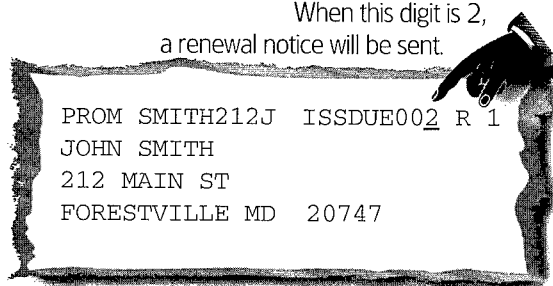 When this digit is 2,
a renewal notice will be sent.
PROM SMITH212J ISSDUE002 R 1
JOHN SMITH
212 MAIN ST
FORESTVILLE MD 20747